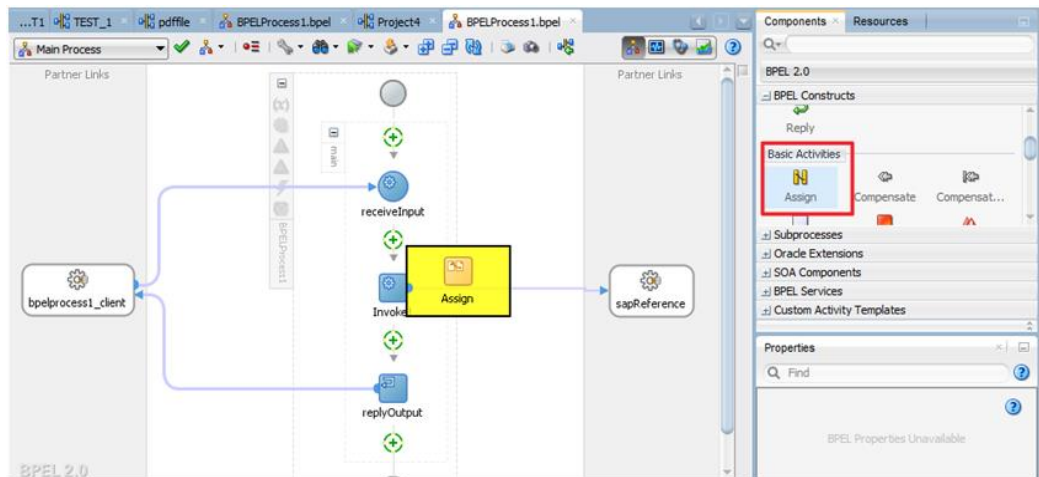 ...T1 TEST_1 pdffile BPELProcess1.bpel Project4 BPELProcess1.bpel
Components Resources
Main Process
BPEL 2.0
Partner Links
Partner Links
BPEL Constructs
(x)
Reply
main
Basic Activities
Assign Compensate Compensat...
receiveInput
BPELProcess1
Subprocesses
Oracle Extensions
SOA Components
BPEL Services
Custom Activity Templates
bpelprocess1_client
Assign
Invoke
sapReference
Properties
Find
replyOutput
BPEL Properties Unavailable
BPEL 2.0